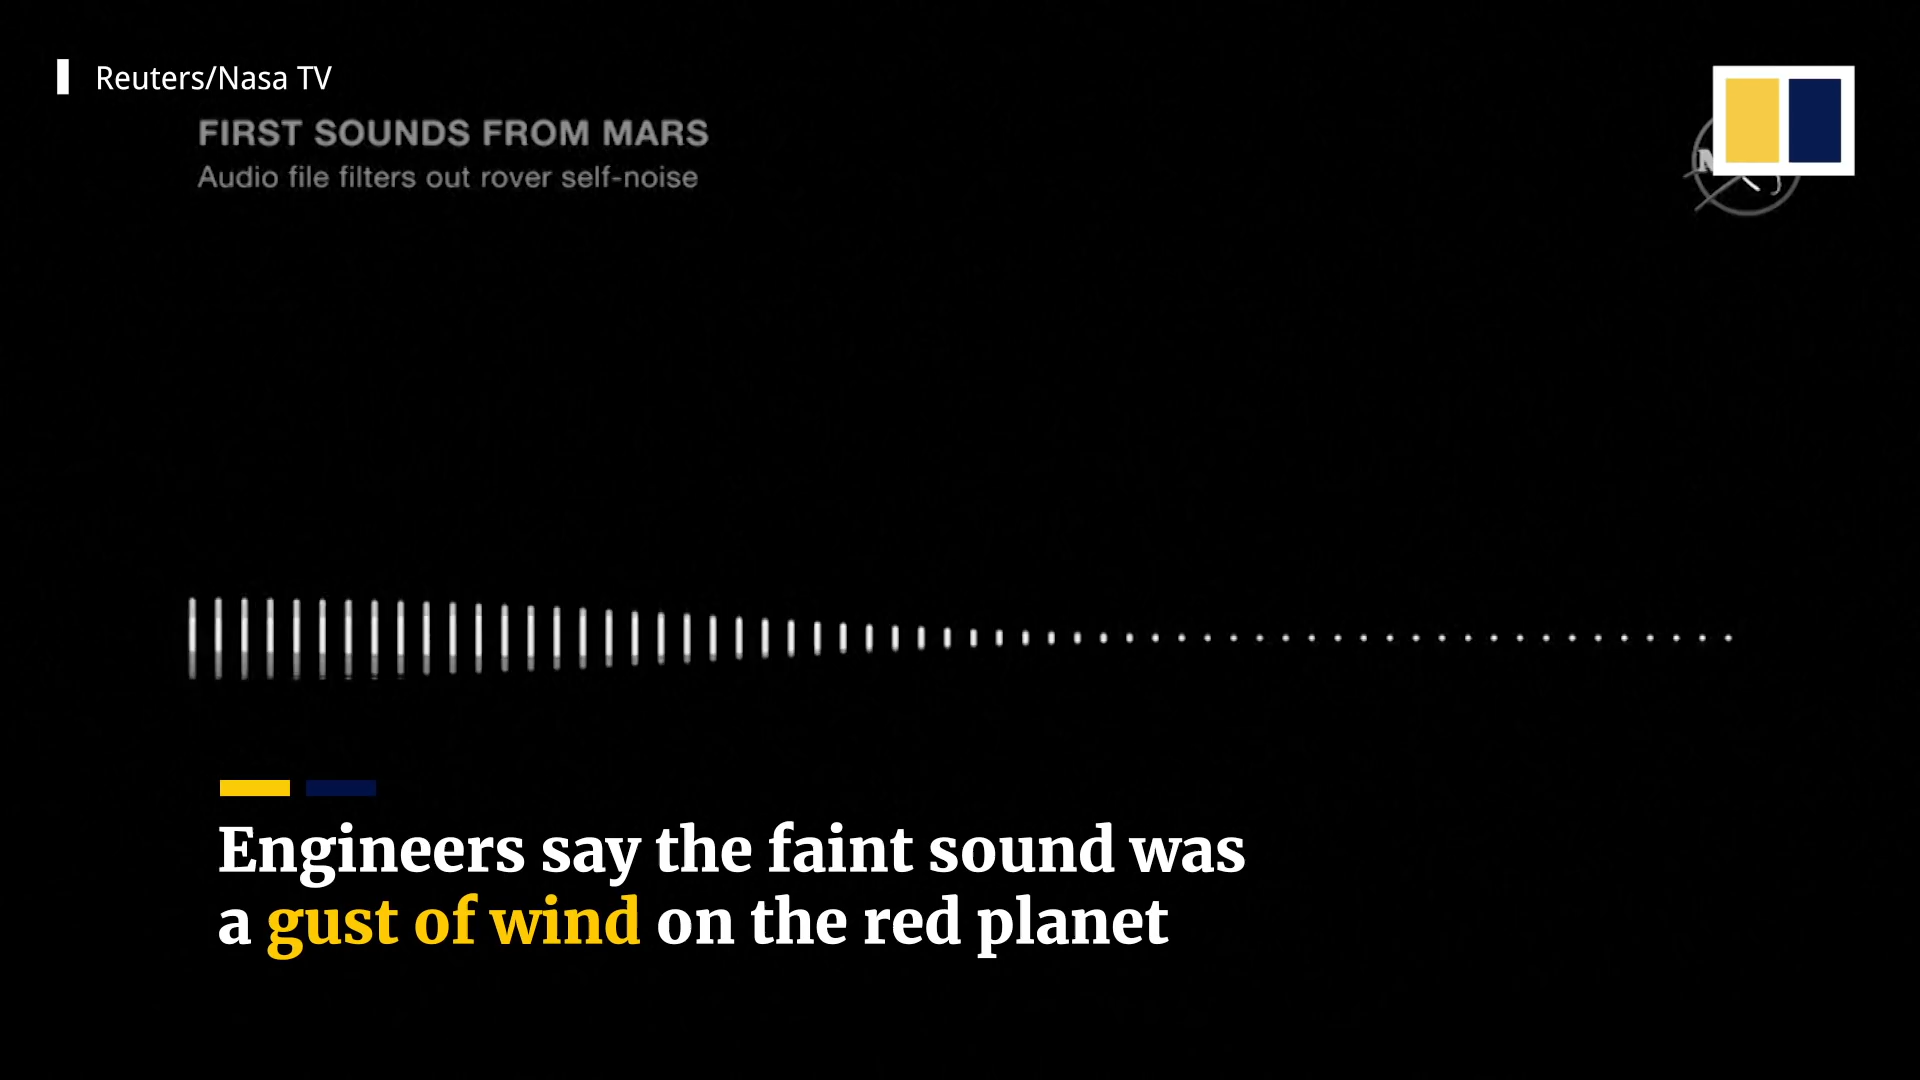 Reuters/Nasa TV
FIRST SOUNDS FROM MARS
Audio file filters out rover self-noise
Engineers say the faint sound was
a gust of wind on the red planet